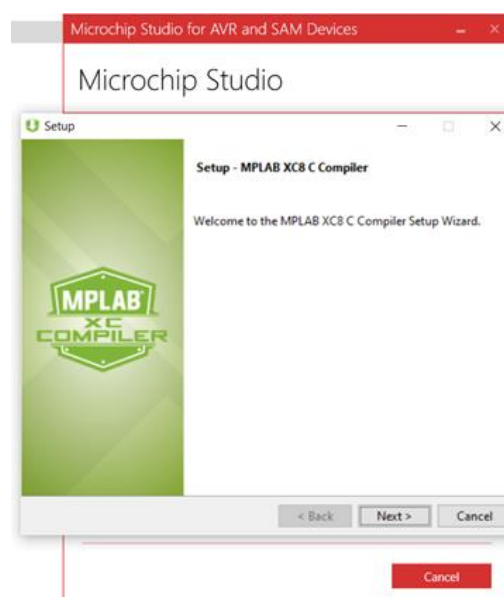 Microchip Studio for AVR and SAM Devices
Microchip Studio
Setup
Setup - MPLAB XC8 C Compiler
Welcome to the MPLAB XC8 C Compiler Setup Wizard.
MPLAB
XC
COMPILER
< Back Next > Cancel
Cancel